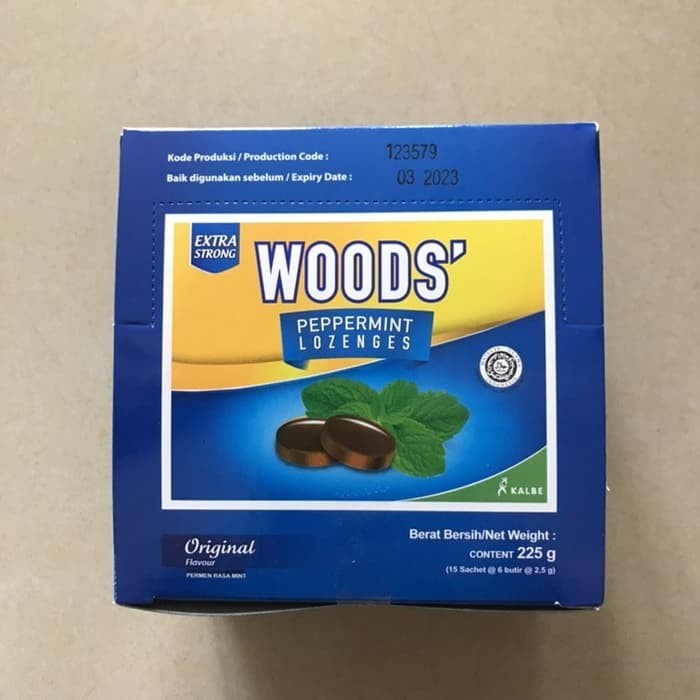 Kode Produksi / Production Code : 123579
Baik digunakan sebelum / Expiry Date : 03 2023
EXTRA
STRONG
WOODS'
PEPPERMINT
LOZENGES
KALBE
Original
Flavour
PERMEN RASA MINT
Berat Bersih/Net Weight :
CONTENT 225 g
(15 Sachet @ 6 butir @ 2,5 g)